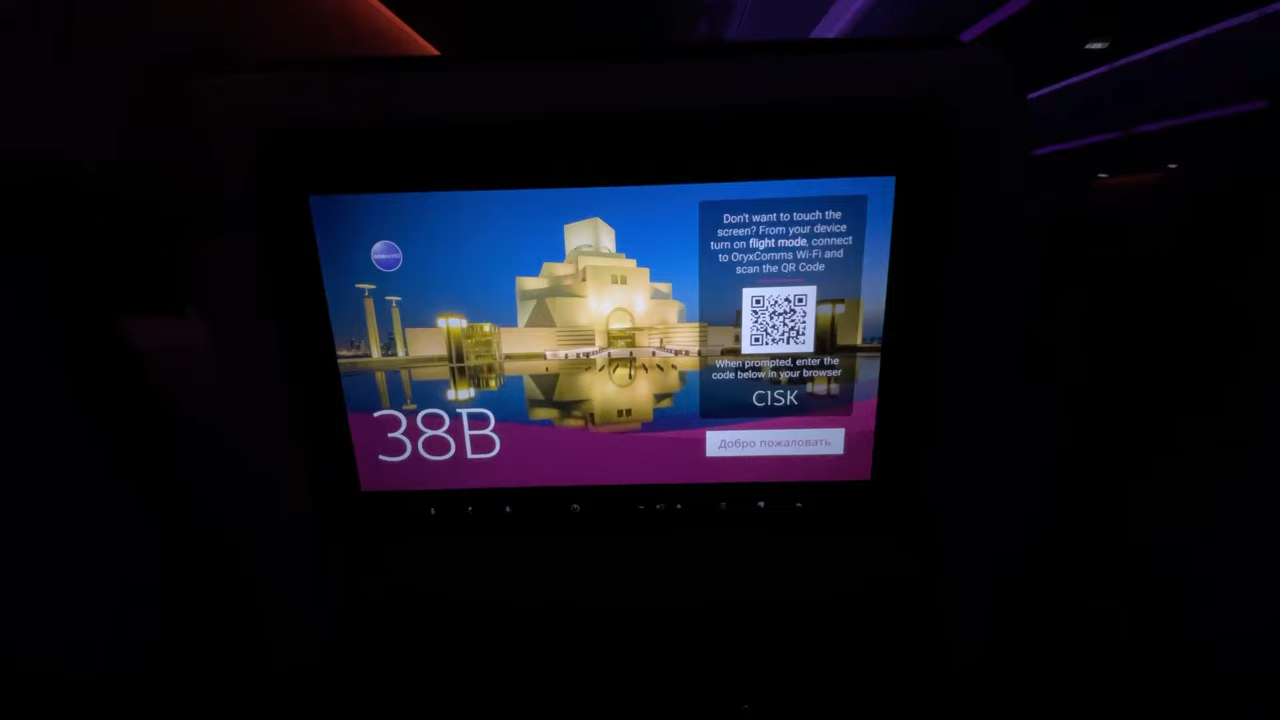 Don't want to touch the
screen? From your device
turn on flight mode, connect
to OryxComms Wi-Fi and
scan the QR Code
When prompted, enter the
code below in your browser
C1SK
38B
Добро пожаловать